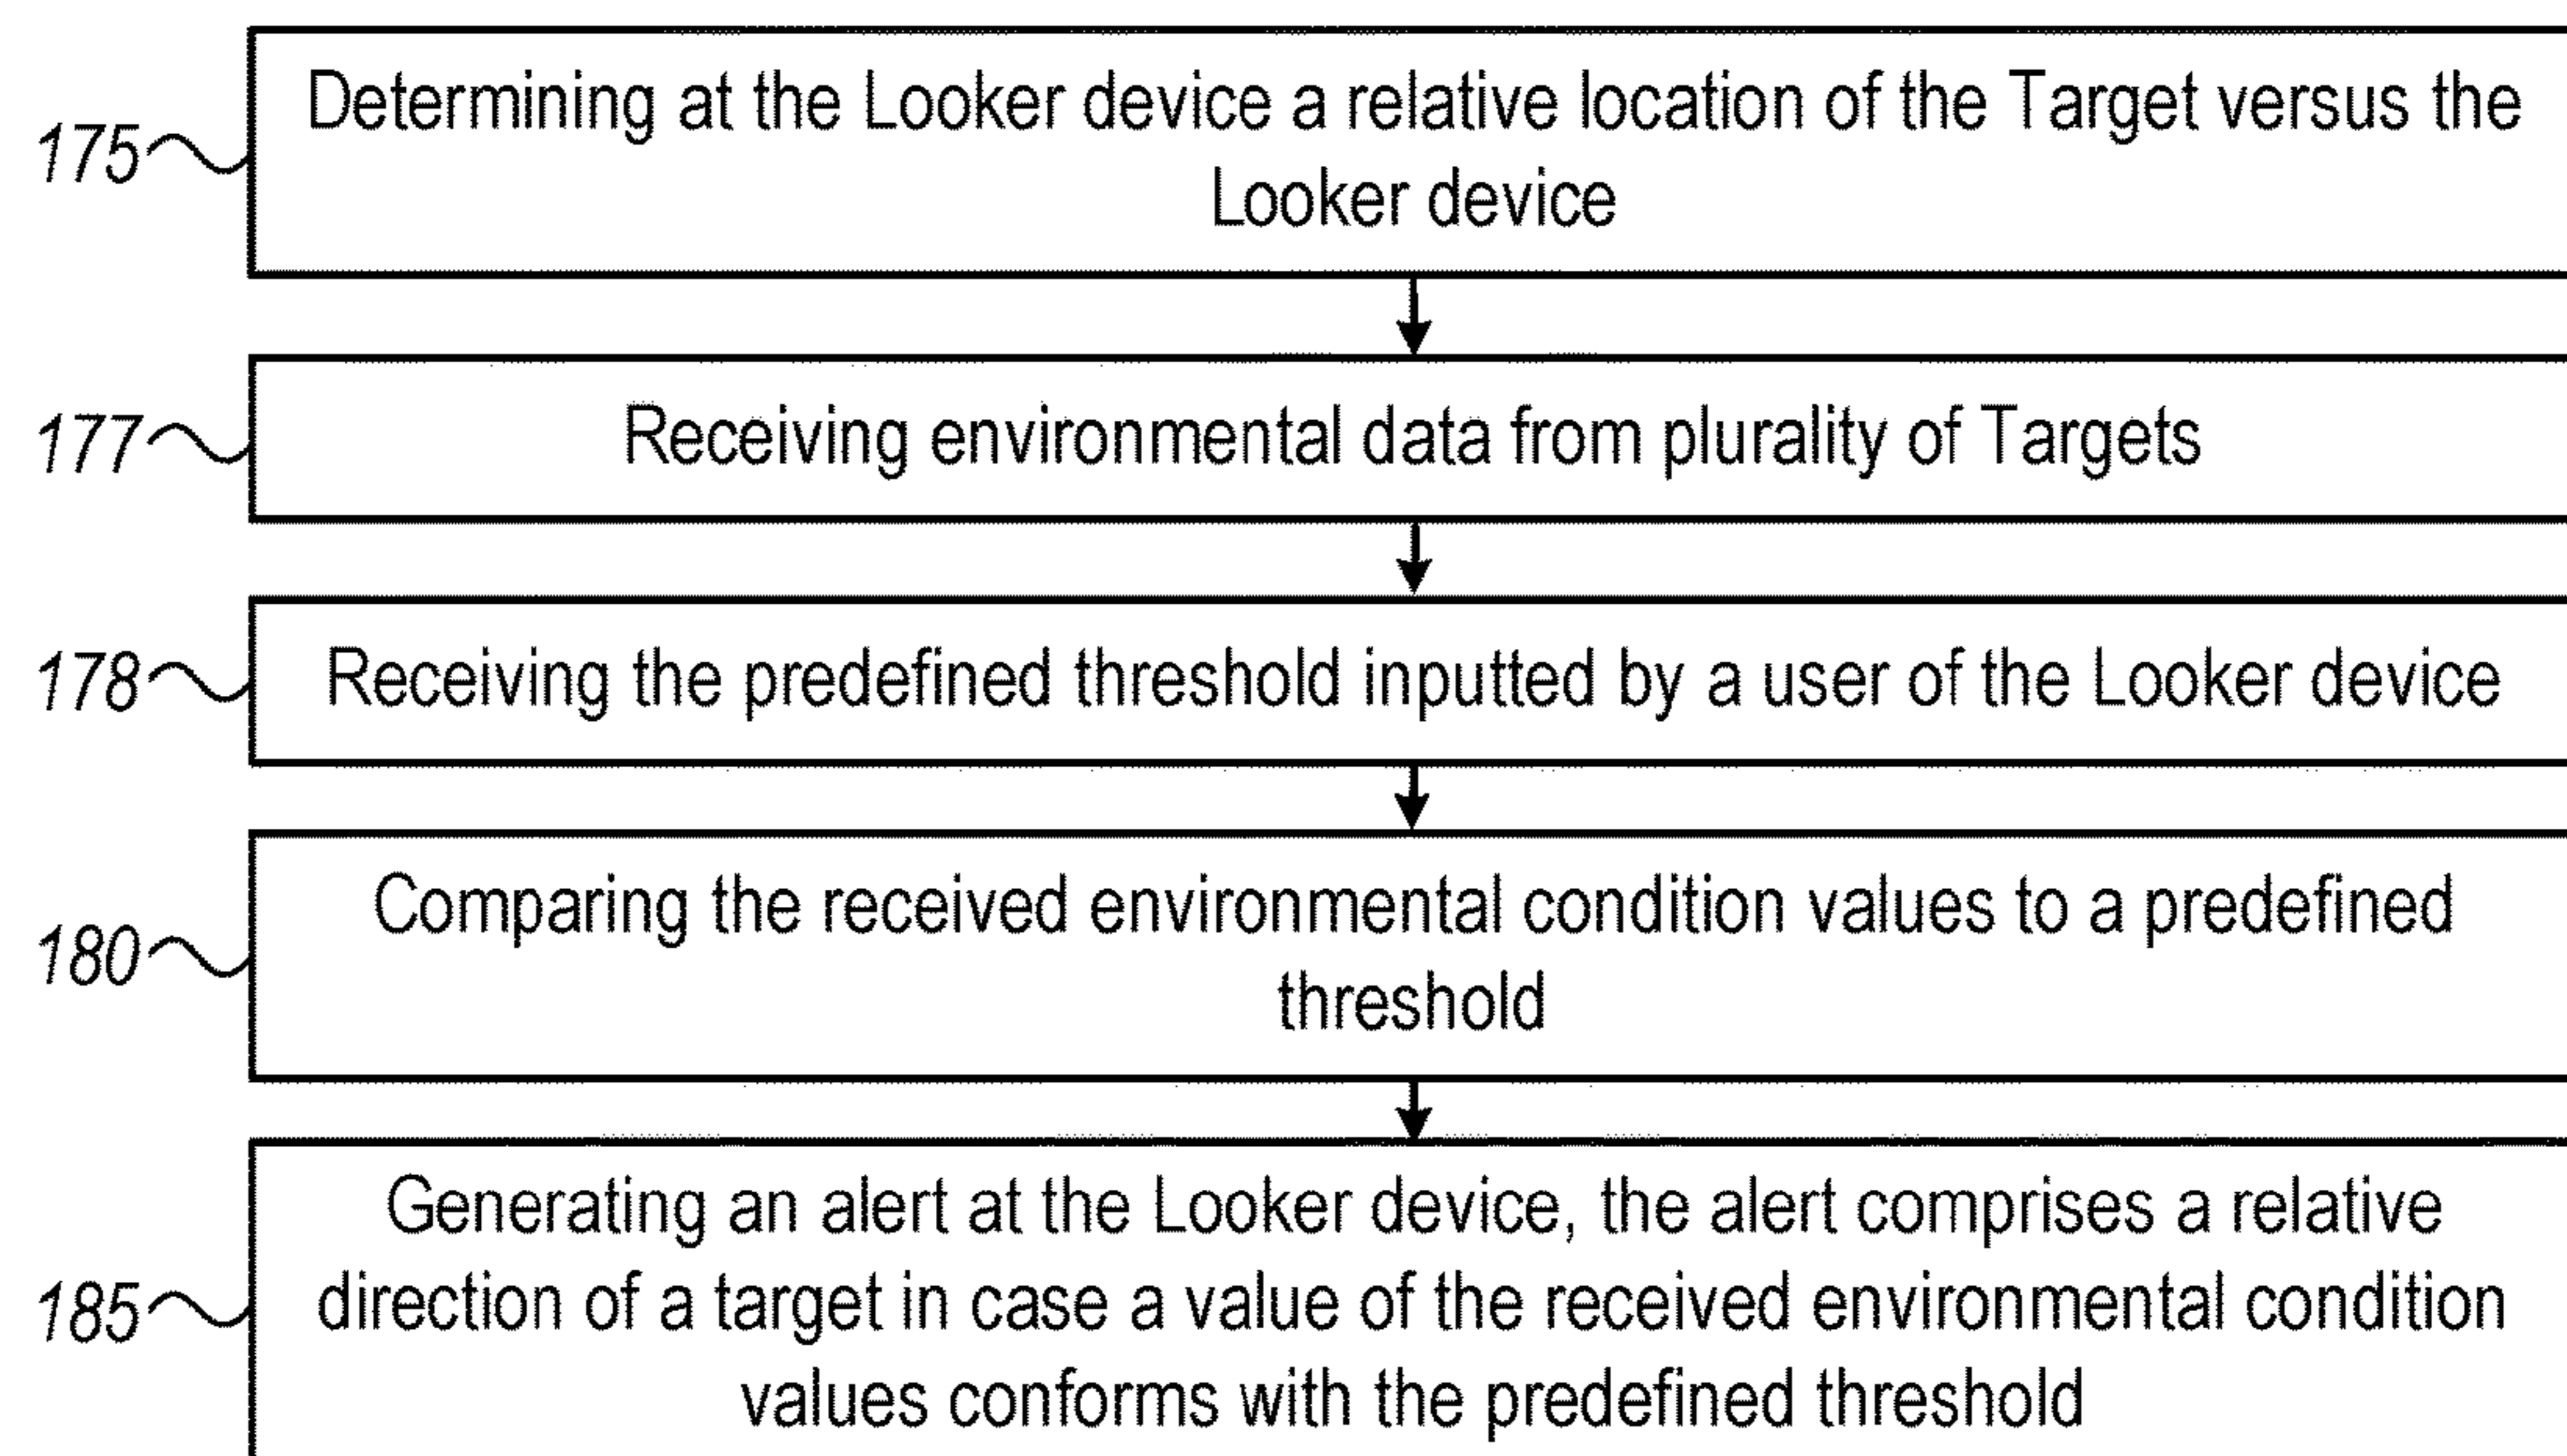 175
Determining at the Looker device a relative location of the Target versus the
Looker device
177
Receiving environmental data from plurality of Targets
178
Receiving the predefined threshold inputted by a user of the Looker device
180
Comparing the received environmental condition values to a predefined
threshold
185
Generating an alert at the Looker device, the alert comprises a relative
direction of a target in case a value of the received environmental condition
values conforms with the predefined threshold